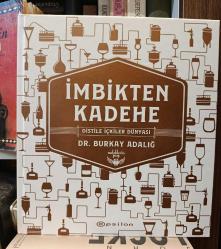 İMBİKTEN
KADEHE
DİSTİLE İÇKİLER DÜNYASI
DR. BURKAY ADALIĞ
epsilon